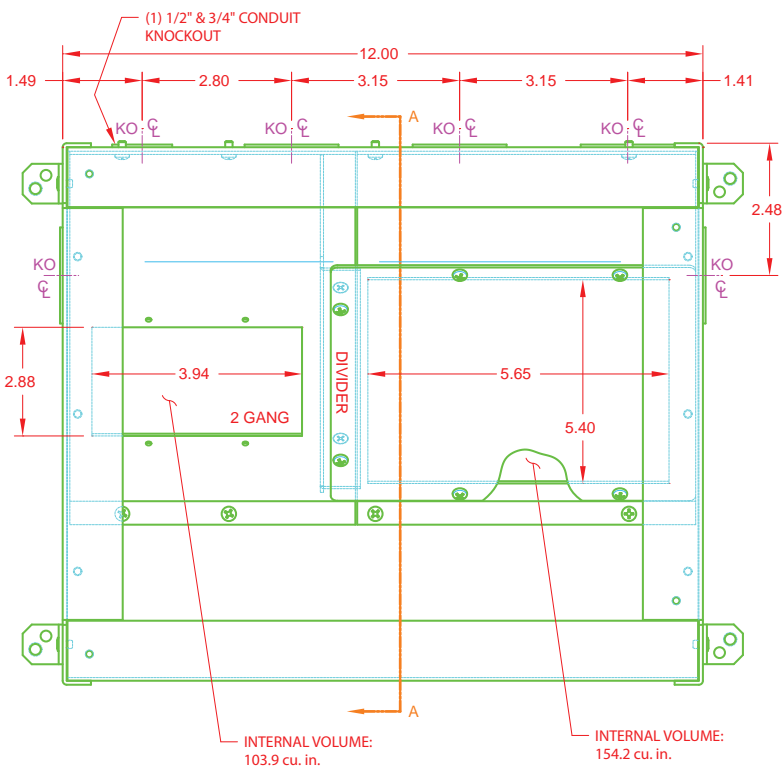 (1) 1/2" & 3/4" CONDUIT
KNOCKOUT
12.00
1.49
2.80
3.15
3.15
1.41
A
KO ℄
KO ℄
KO ℄
KO ℄
2.48
KO
℄
KO
℄
DIVIDER
2.88
3.94
5.65
2 GANG
5.40
A
INTERNAL VOLUME:
103.9 cu. in.
INTERNAL VOLUME:
154.2 cu. in.